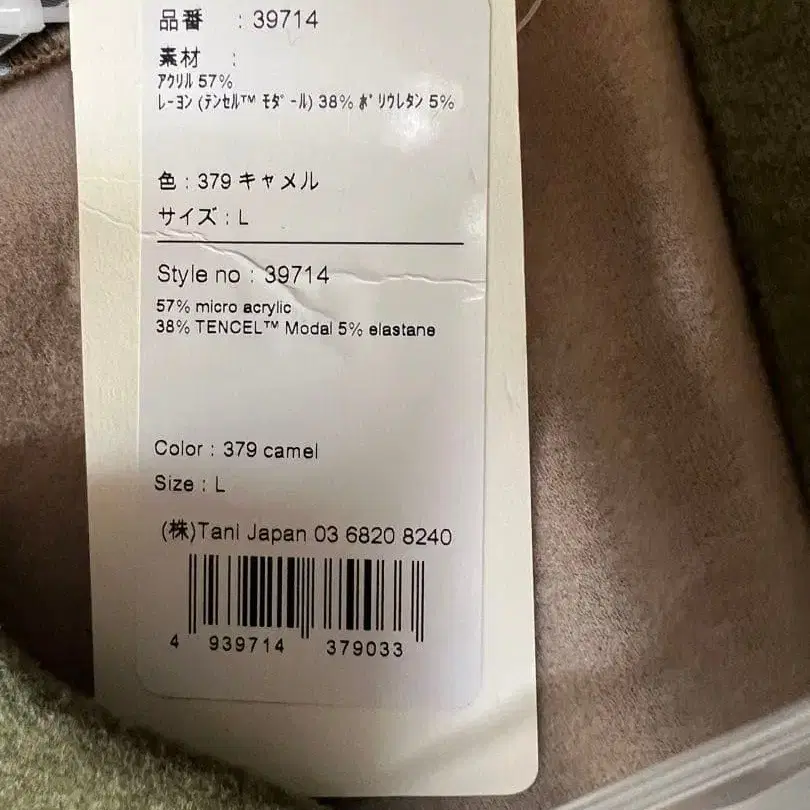 品番 : 39714
素材 :
ｱｸﾘﾙ 57%
ﾚｰﾖﾝ (ﾃﾝｾﾙ™ ﾓﾀﾞｰﾙ) 38% ﾎﾟﾘｳﾚﾀﾝ 5%
色 : 379 キャメル
サイズ : L
Style no : 39714
57% micro acrylic
38% TENCEL™ Modal 5% elastane
Color : 379 camel
Size : L
(株)Tani Japan 03 6820 8240
4 939714 379033